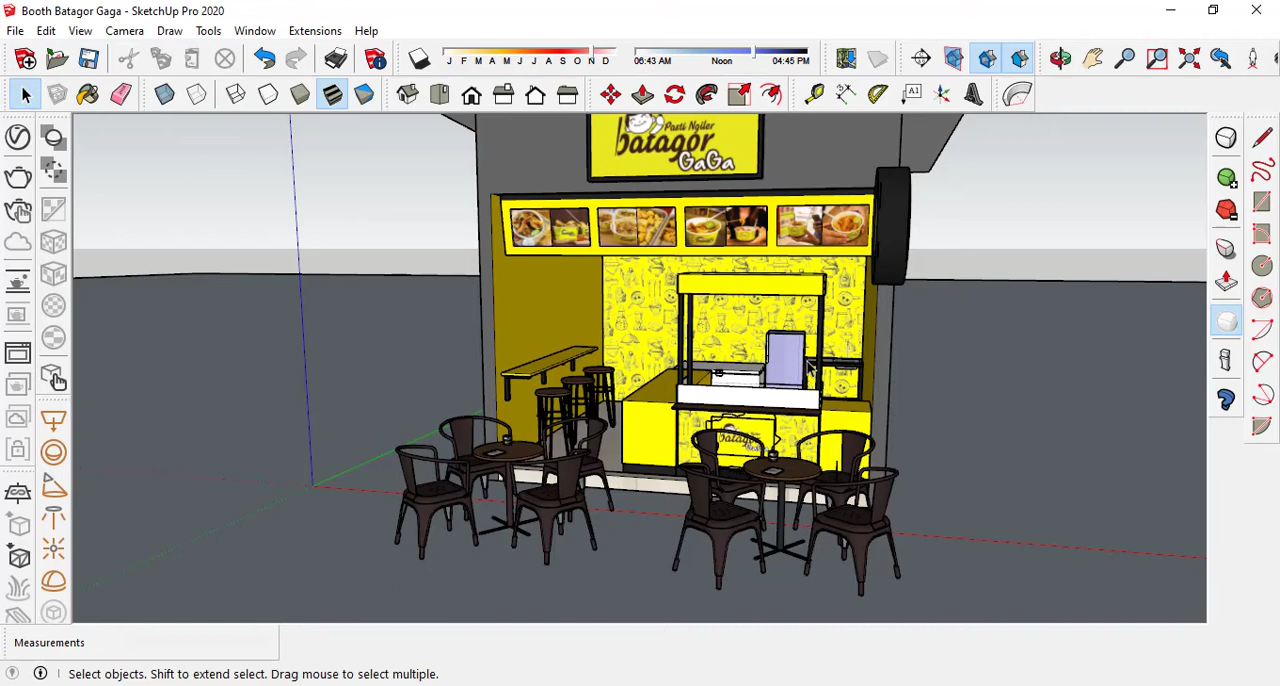 Booth Batagor Gaga - SketchUp Pro 2020
File Edit View Camera Draw Tools Window Extensions Help
J F M A M J J A S O N D
06:43 AM Noon 04:45 PM
A1
Pasti Ngiler
batagor
GaGa
batagor
Measurements
Select objects. Shift to extend select. Drag mouse to select multiple.